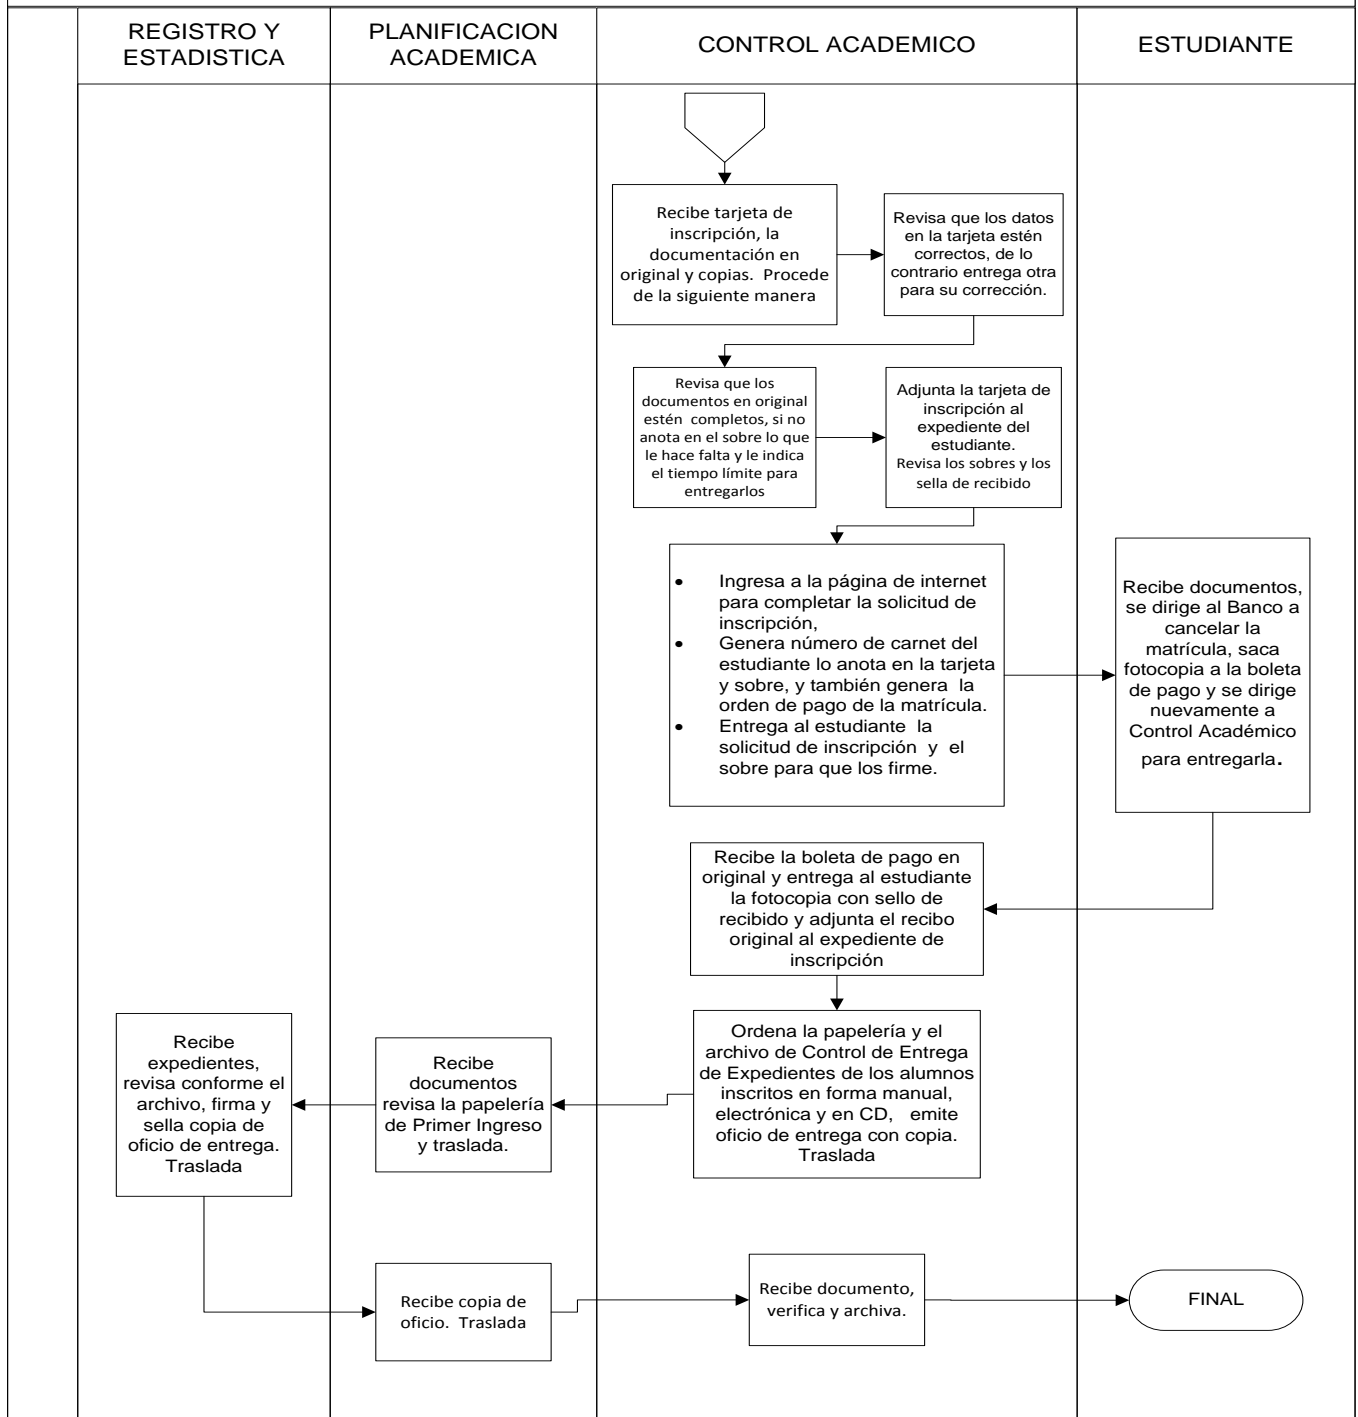 REGISTRO Y
ESTADISTICA
PLANIFICACION
ACADEMICA
CONTROL ACADEMICO
ESTUDIANTE
Recibe tarjeta de
inscripción, la
documentación en
original y copias. Procede
de la siguiente manera
Revisa que los datos
en la tarjeta estén
correctos, de lo
contrario entrega otra
para su corrección.
Revisa que los
documentos en original
estén completos, si no
anota en el sobre lo que
le hace falta y le indica
el tiempo límite para
entregarlos
Adjunta la tarjeta de
inscripción al
expediente del
estudiante.
Revisa los sobres y los
sella de recibido
• Ingresa a la página de internet
para completar la solicitud de
inscripción,
• Genera número de carnet del
estudiante lo anota en la tarjeta
y sobre, y también genera la
orden de pago de la matrícula.
• Entrega al estudiante la
solicitud de inscripción y el
sobre para que los firme.
Recibe documentos,
se dirige al Banco a
cancelar la
matrícula, saca
fotocopia a la boleta
de pago y se dirige
nuevamente a
Control Académico
para entregarla.
Recibe la boleta de pago en
original y entrega al estudiante
la fotocopia con sello de
recibido y adjunta el recibo
original al expediente de
inscripción
Ordena la papelería y el
archivo de Control de Entrega
de Expedientes de los alumnos
inscritos en forma manual,
electrónica y en CD, emite
oficio de entrega con copia.
Traslada
Recibe
documentos
revisa la papelería
de Primer Ingreso
y traslada.
Recibe
expedientes,
revisa conforme el
archivo, firma y
sella copia de
oficio de entrega.
Traslada
Recibe copia de
oficio. Traslada
Recibe documento,
verifica y archiva.
FINAL